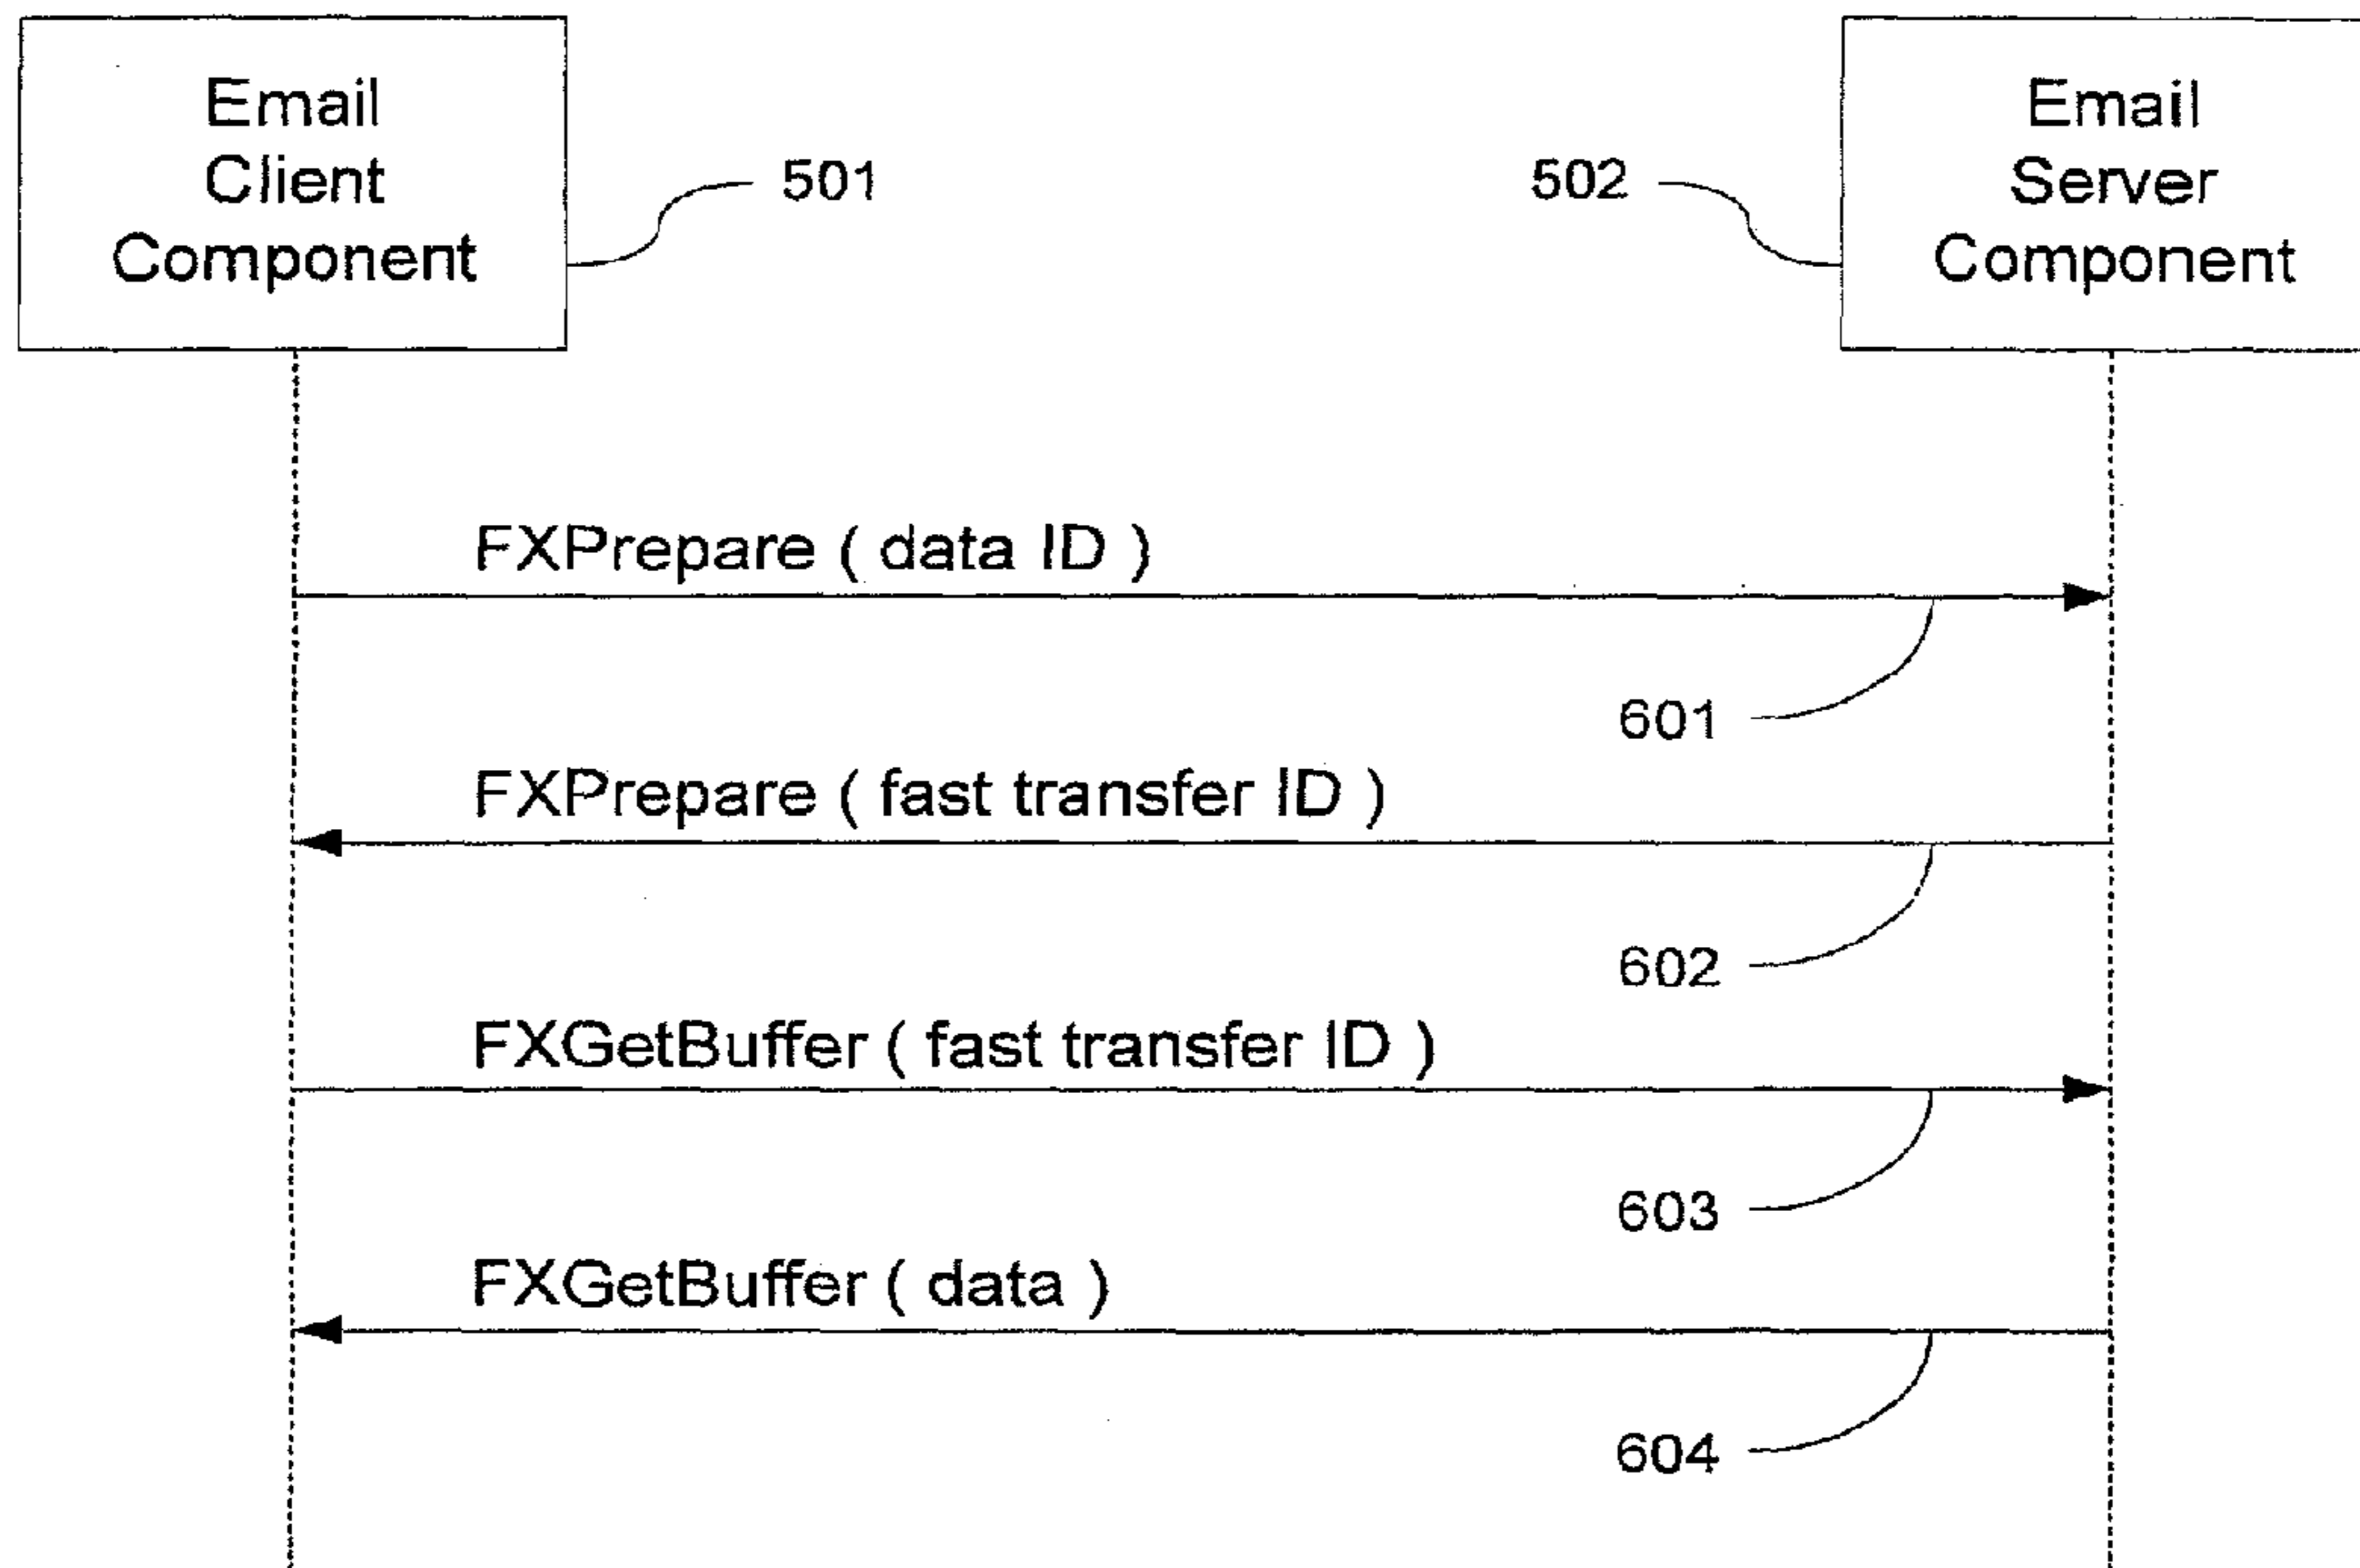 Email
Client
Component
501
502
Email
Server
Component
FXPrepare ( data ID )
601
FXPrepare ( fast transfer ID )
602
FXGetBuffer ( fast transfer ID )
603
FXGetBuffer ( data )
604